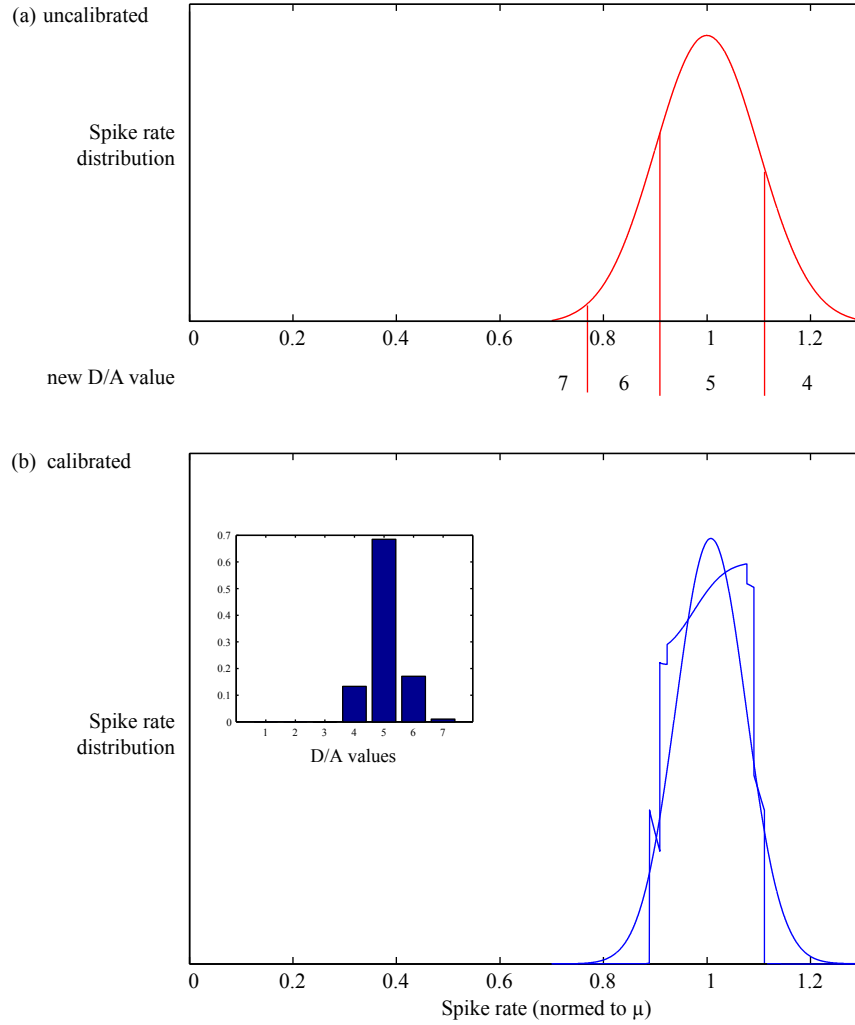 (a) uncalibrated
Spike rate
distribution
0 0.2 0.4 0.6 0.8 1 1.2
new D/A value
7 6 5 4
(b) calibrated
0.7
0.6
0.5
0.4
0.3
0.2
0.1
0
1 2 3 4 5 6 7
D/A values
Spike rate
distribution
0 0.2 0.4 0.6 0.8 1 1.2
Spike rate (normed to μ)